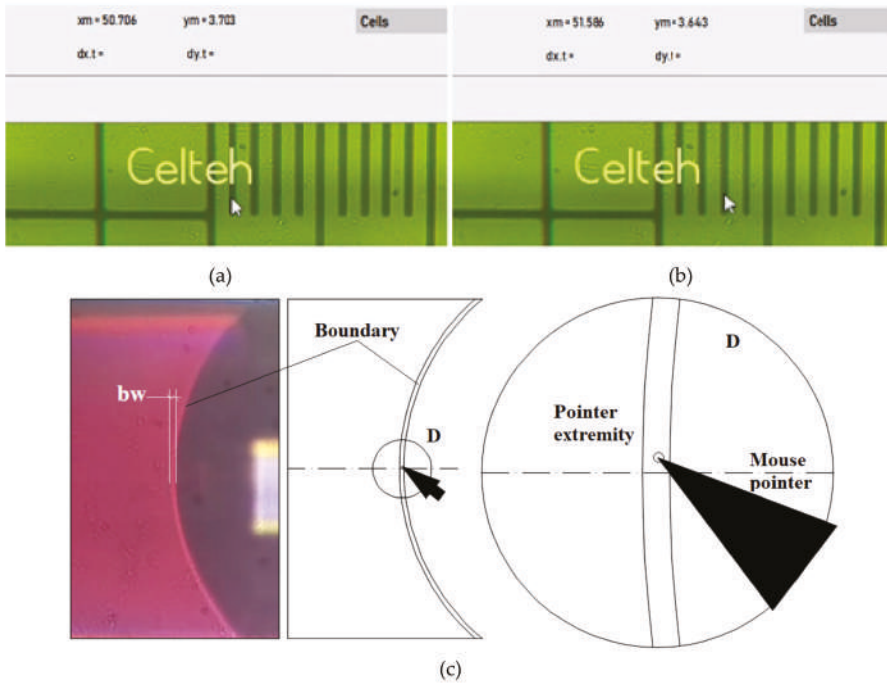 xm = 50.706 ym = 3.703 Cells
dx.t = dy.t =
Celteh
(a)
xm = 51.586 ym = 3.643 Cells
dx.t = dy.t =
Celteh
(b)
Boundary
bw
D
D
Pointer
extremity
Mouse
pointer
(c)